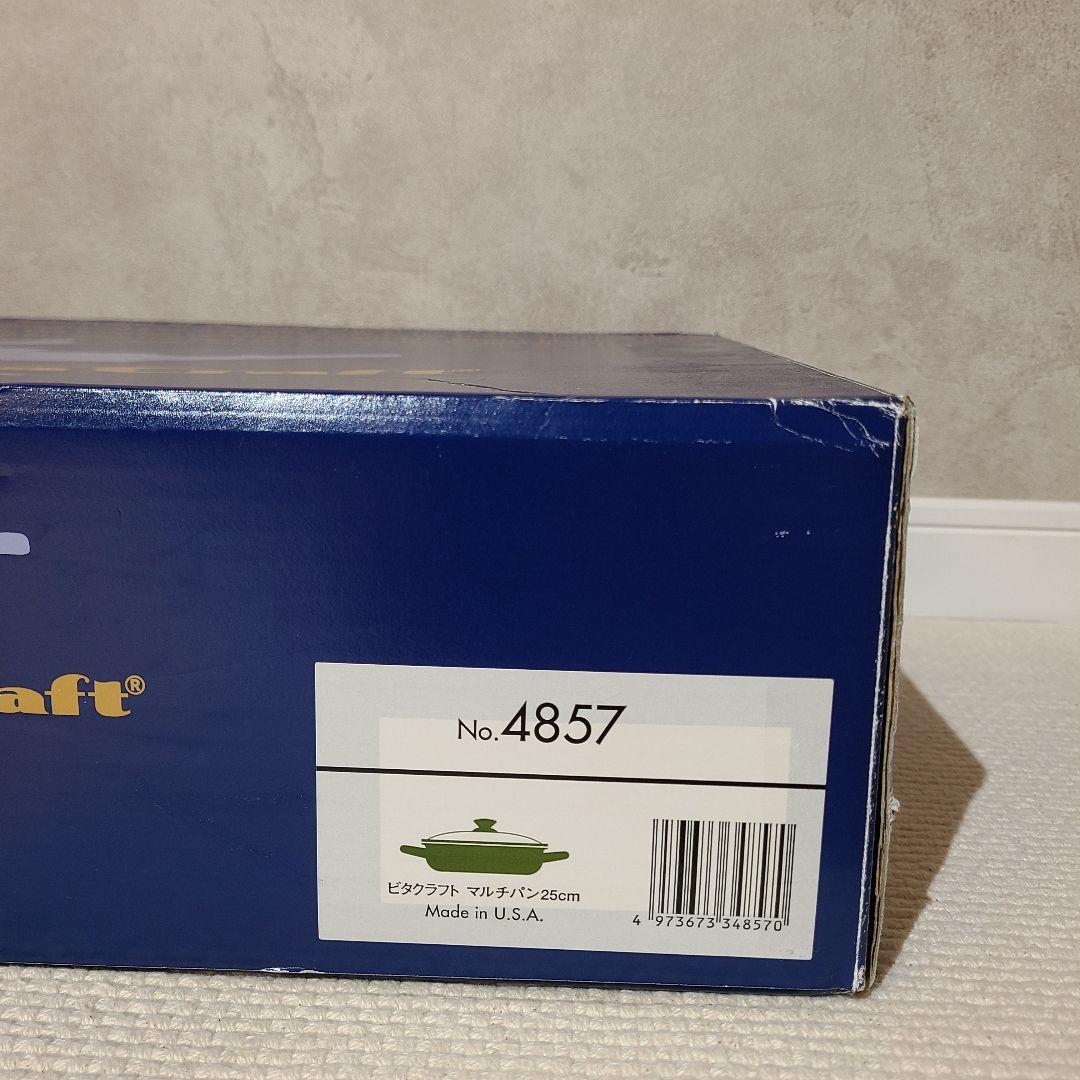 Craft
aft®
No.4857
ビタクラフト マルチパン25cm
Made in U.S.A.
4 973673 348570